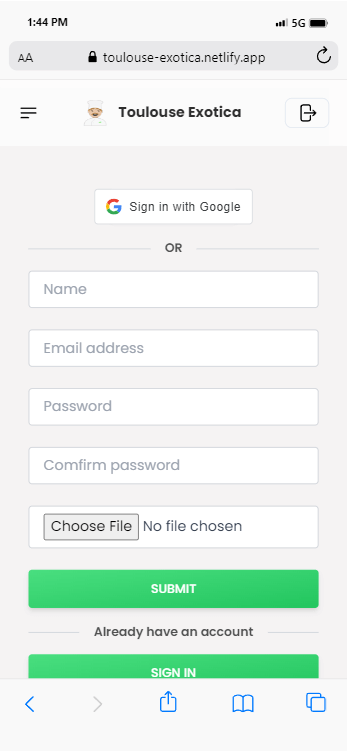 1:44 PM
5G
AA
toulouse-exotica.netlify.app
Toulouse Exotica
Sign in with Google
OR
Name
Email address
Password
Comfirm password
Choose File No file chosen
SUBMIT
Already have an account
SIGN IN